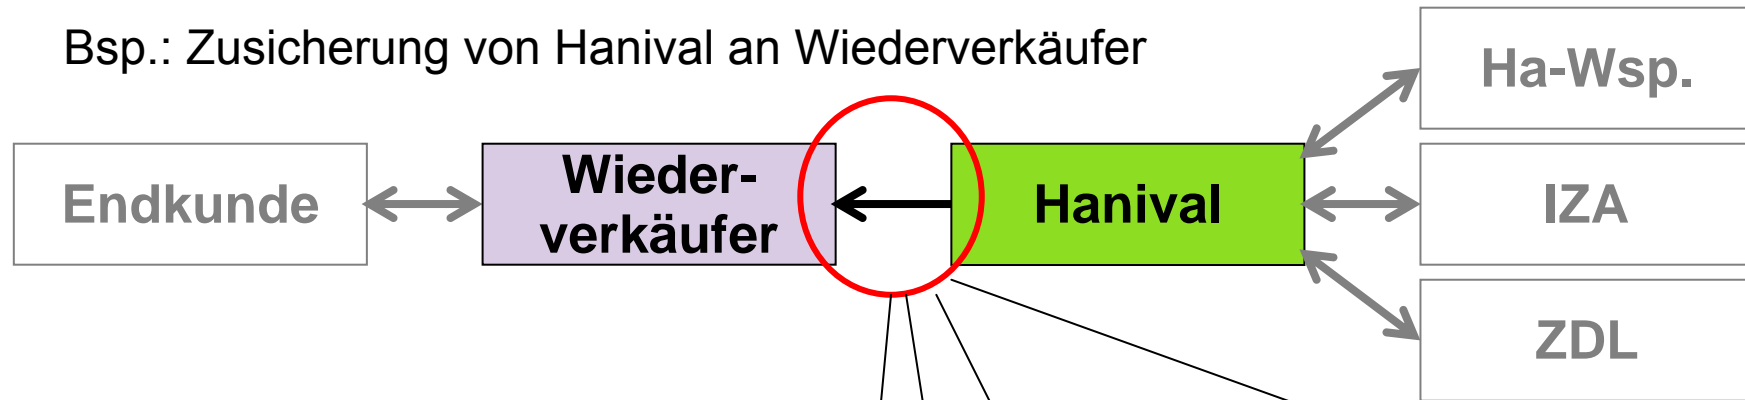 Bsp.: Zusicherung von Hanival an Wiederverkäufer
Ha-Wsp.
Endkunde
Wieder-
verkäufer
Hanival
IZA
ZDL